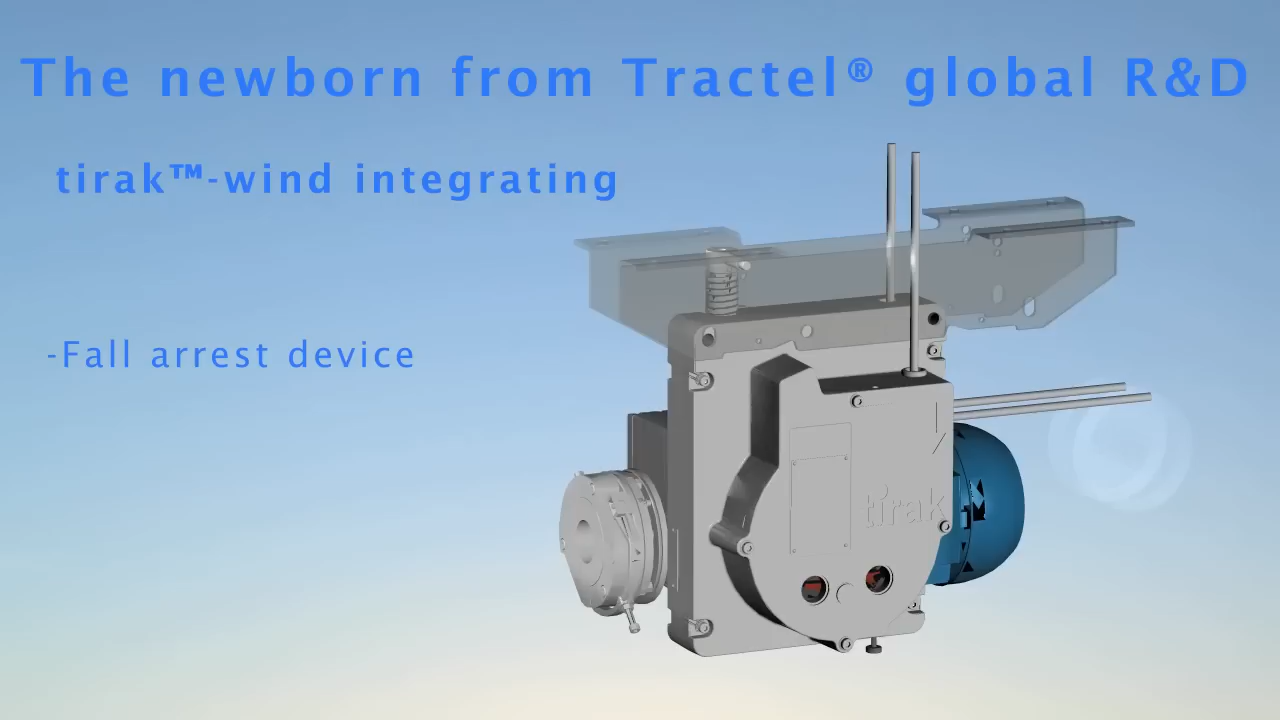 The newborn from Tractel® global R&D
tirak™-wind integrating
-Fall arrest device
tirak